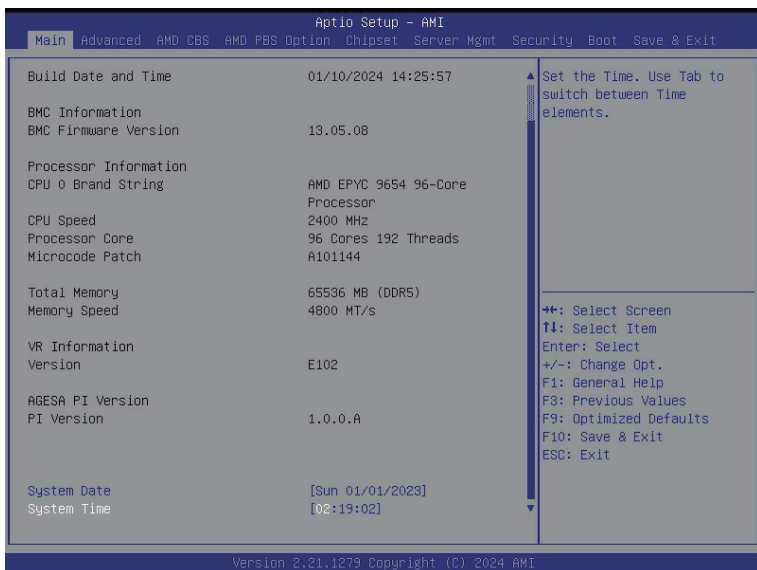 Aptio Setup - AMI
Main Advanced AMD CBS AMD PBS Option Chipset Server Mgmt Security Boot Save & Exit
Build Date and Time 01/10/2024 14:25:57
BMC Information
BMC Firmware Version 13.05.08
Processor Information
CPU 0 Brand String AMD EPYC 9654 96-Core
Processor
CPU Speed 2400 MHz
Processor Core 96 Cores 192 Threads
Microcode Patch A101144
Total Memory 65536 MB (DDR5)
Memory Speed 4800 MT/s
VR Information
Version E102
AGESA PI Version
PI Version 1.0.0.A
System Date [Sun 01/01/2023]
System Time [02:19:02]
Set the Time. Use Tab to
switch between Time
elements.
→←: Select Screen
↑↓: Select Item
Enter: Select
+/-: Change Opt.
F1: General Help
F3: Previous Values
F9: Optimized Defaults
F10: Save & Exit
ESC: Exit
Version 2.21.1279 Copyright (C) 2024 AMI